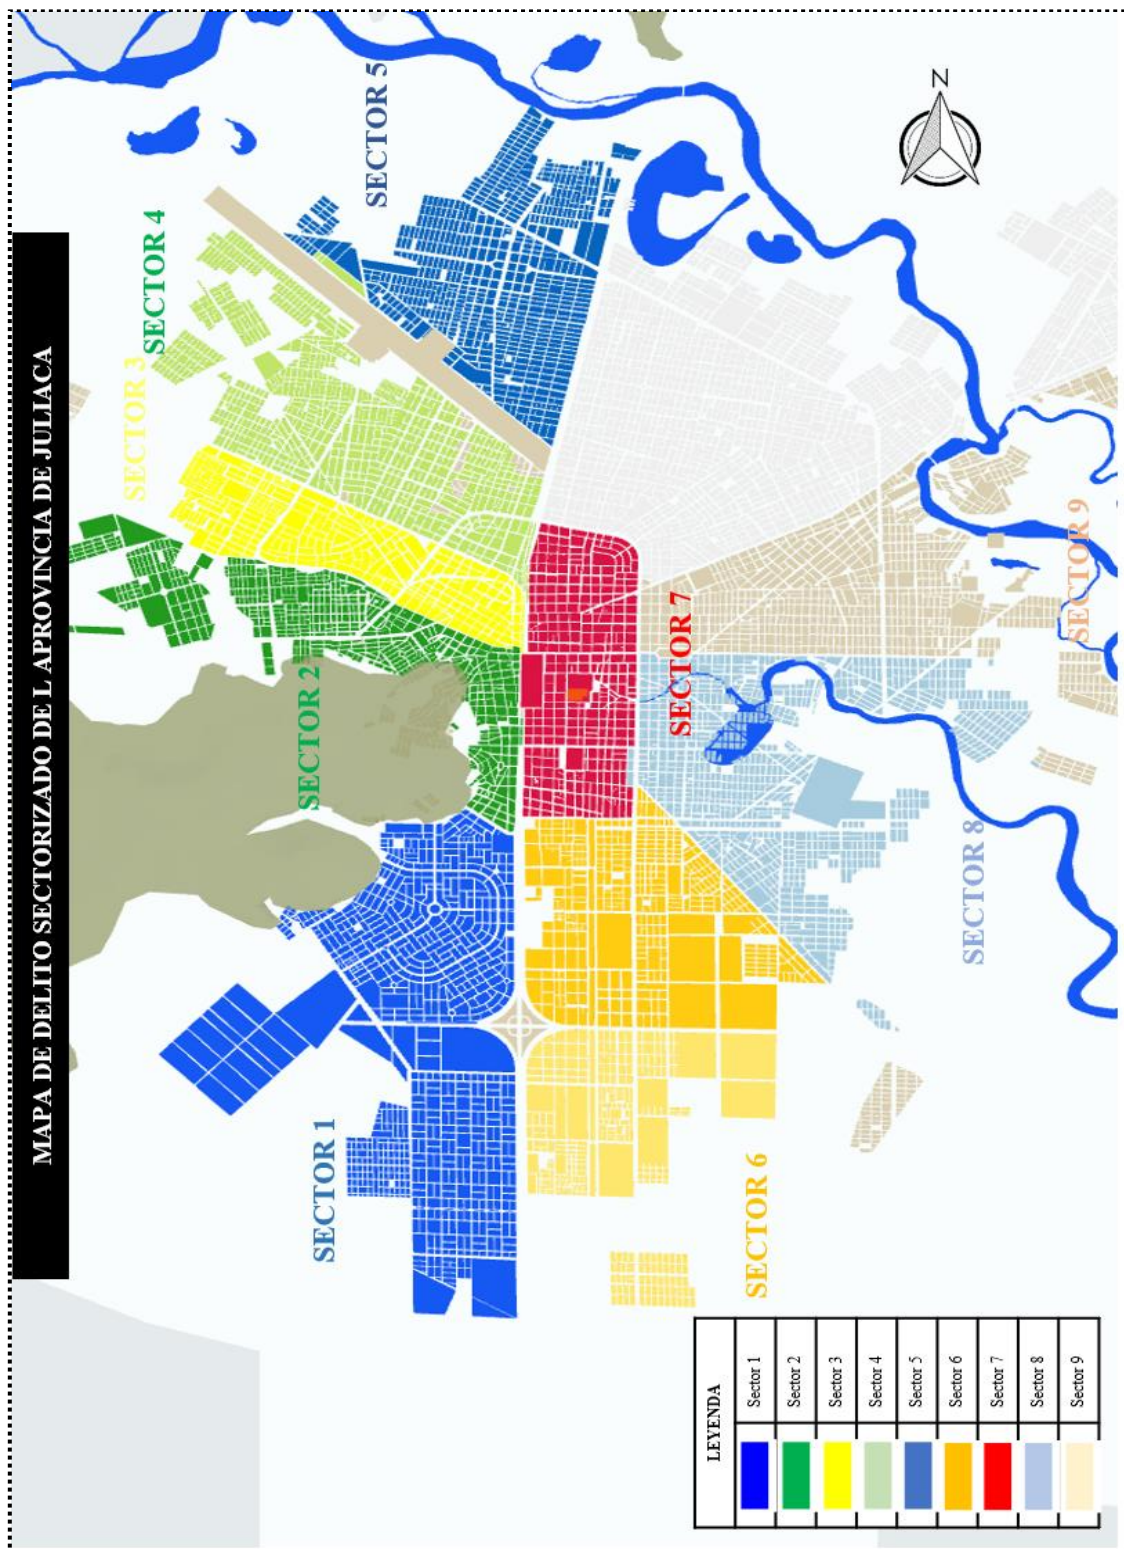 MAPA DE DELITO SECTORIZADO DE L APROVINCIA DE JULIACA
SECTOR 5
SECTOR 4
SECTOR 3
SECTOR 2
SECTOR 1
SECTOR 7
SECTOR 6
SECTOR 8
SECTOR 9
N
LEYENDA
Sector 1
Sector 2
Sector 3
Sector 4
Sector 5
Sector 6
Sector 7
Sector 8
Sector 9